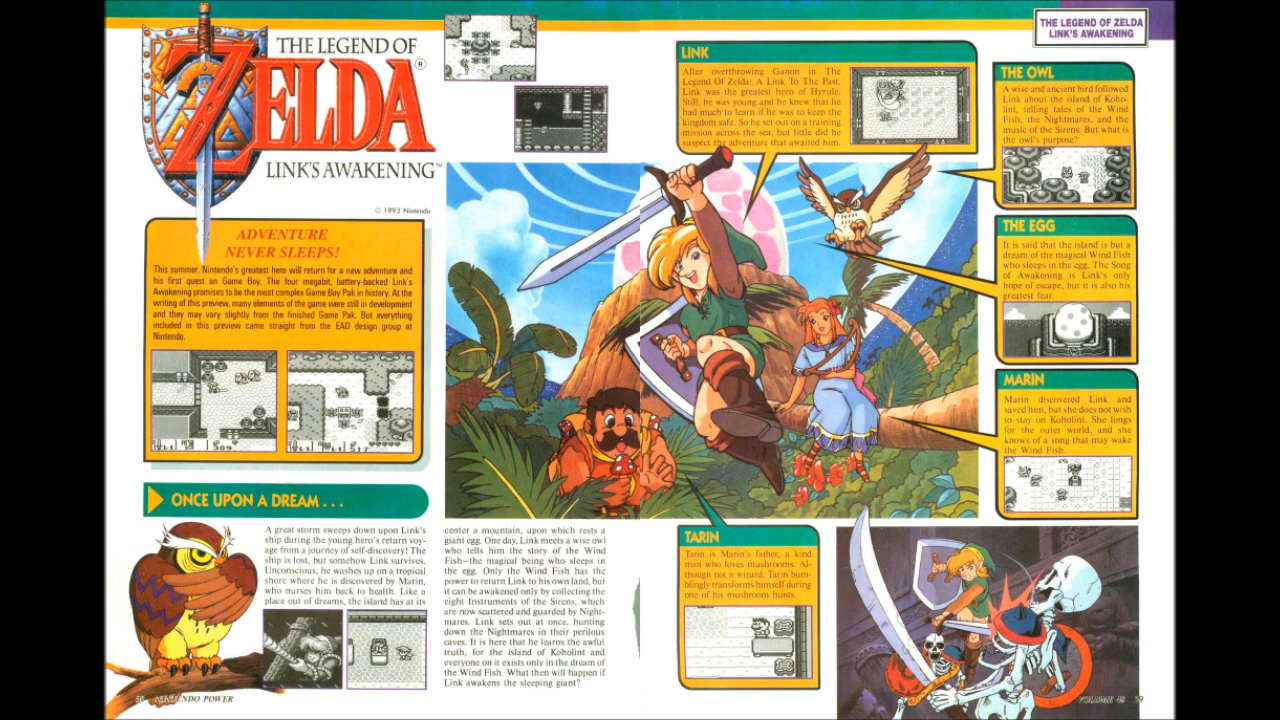 THE LEGEND OF
ZELDA®
LINK'S AWAKENING™
© 1993 Nintendo
ADVENTURE
NEVER SLEEPS!
This summer, Nintendo's greatest hero will return for a new adventure and
his first quest on Game Boy. The four megabit, battery-backed Link's
Awakening promises to be the most complex Game Boy Pak in history. At the
writing of this preview, many elements of the game were still in development
and they may vary slightly from the finished Game Pak. But everything
included in this preview came straight from the EAD design group at
Nintendo.
ONCE UPON A DREAM . . .
A great storm sweeps down upon Link's
ship during the young hero's return voy-
age from a journey of self-discovery! The
ship is lost, but somehow Link survives.
Unconscious, he washes up on a tropical
shore where he is discovered by Marin,
who nurses him back to health. Like a
place out of dreams, the island has at its
center a mountain, upon which rests a
giant egg. One day, Link meets a wise owl
who tells him the story of the Wind
Fish—the magical being who sleeps in
the egg. Only the Wind Fish has the
power to return Link to his own land, but
it can be awakened only by collecting the
eight Instruments of the Sirens, which
are now scattered and guarded by Night-
mares. Link sets out at once, hunting
down the Nightmares in their perilous
caves. It is here that he learns the awful
truth, for the island of Koholint and
everyone on it exists only in the dream of
the Wind Fish. What then will happen if
Link awakens the sleeping giant?
58 NINTENDO POWER
THE LEGEND OF ZELDA
LINK'S AWAKENING
LINK
After overthrowing Ganon in The
Legend Of Zelda: A Link To The Past,
Link was the greatest hero of Hyrule.
Still, he was young and he knew that he
had much to learn if he was to keep the
kingdom safe. So he set out on a training
mission across the sea, but little did he
suspect the adventure that awaited him.
THE OWL
A wise and ancient bird followed
Link about the island of Koho-
lint, telling tales of the Wind
Fish, the Nightmares, and the
music of the Sirens. But what is
the owl's purpose?
THE EGG
It is said that the island is but a
dream of the magical Wind Fish
who sleeps in the egg. The Song
of Awakening is Link's only
hope of escape, but it is also his
greatest fear.
MARIN
Marin discovered Link and
saved him, but she does not wish
to stay on Koholint. She longs
for the outer world, and she
knows of a song that may wake
the Wind Fish.
TARIN
Tarin is Marin's father, a kind
man who loves mushrooms. Al-
though not a wizard, Tarin bum-
blingly transforms himself during
one of his mushroom hunts.
VOLUME 59